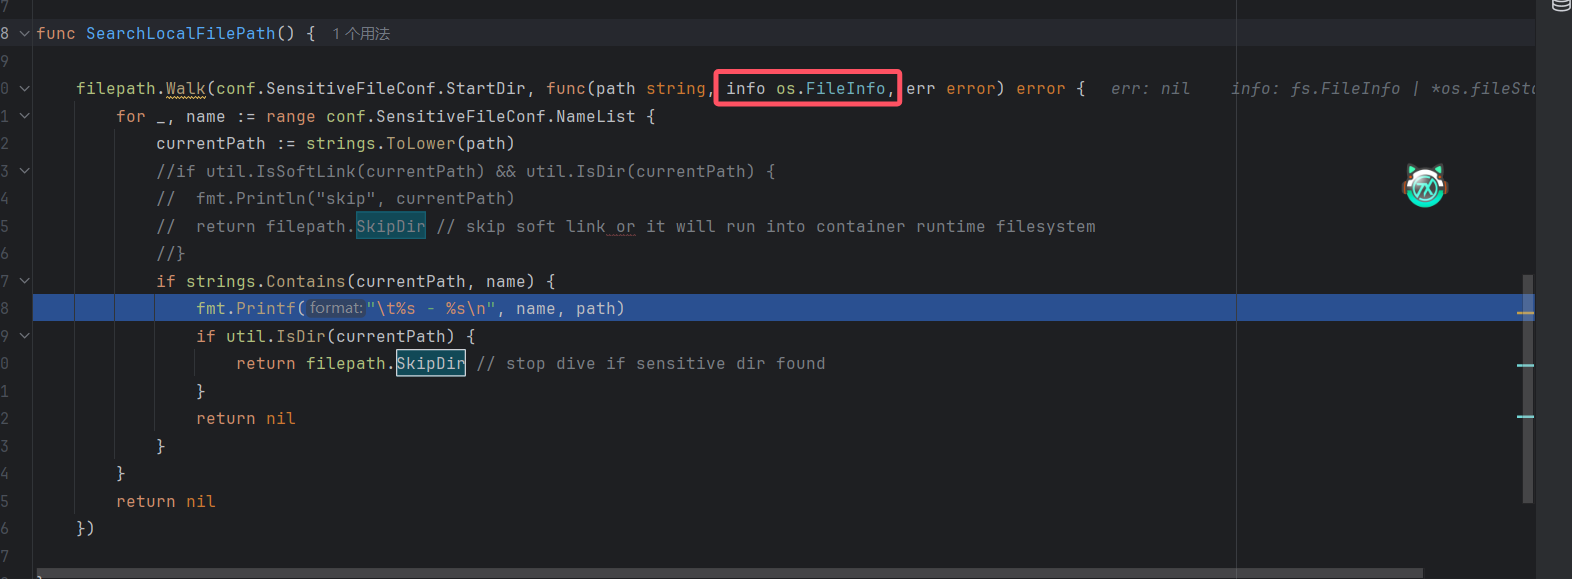 7
8 func SearchLocalFilePath() { 1 个用法
9
0 filepath.Walk(conf.SensitiveFileConf.StartDir, func(path string, info os.FileInfo, err error) error { err: nil info: fs.FileInfo | *os.fileSta
1 for _, name := range conf.SensitiveFileConf.NameList {
2 currentPath := strings.ToLower(path)
3 //if util.IsSoftLink(currentPath) && util.IsDir(currentPath) {
4 // fmt.Println("skip", currentPath)
5 // return filepath.SkipDir // skip soft link or it will run into container runtime filesystem
6 //}
7 if strings.Contains(currentPath, name) {
8 fmt.Printf( format: "\t%s - %s\n", name, path)
9 if util.IsDir(currentPath) {
0 return filepath.SkipDir // stop dive if sensitive dir found
1 }
2 return nil
3 }
4 }
5 return nil
6 })
7